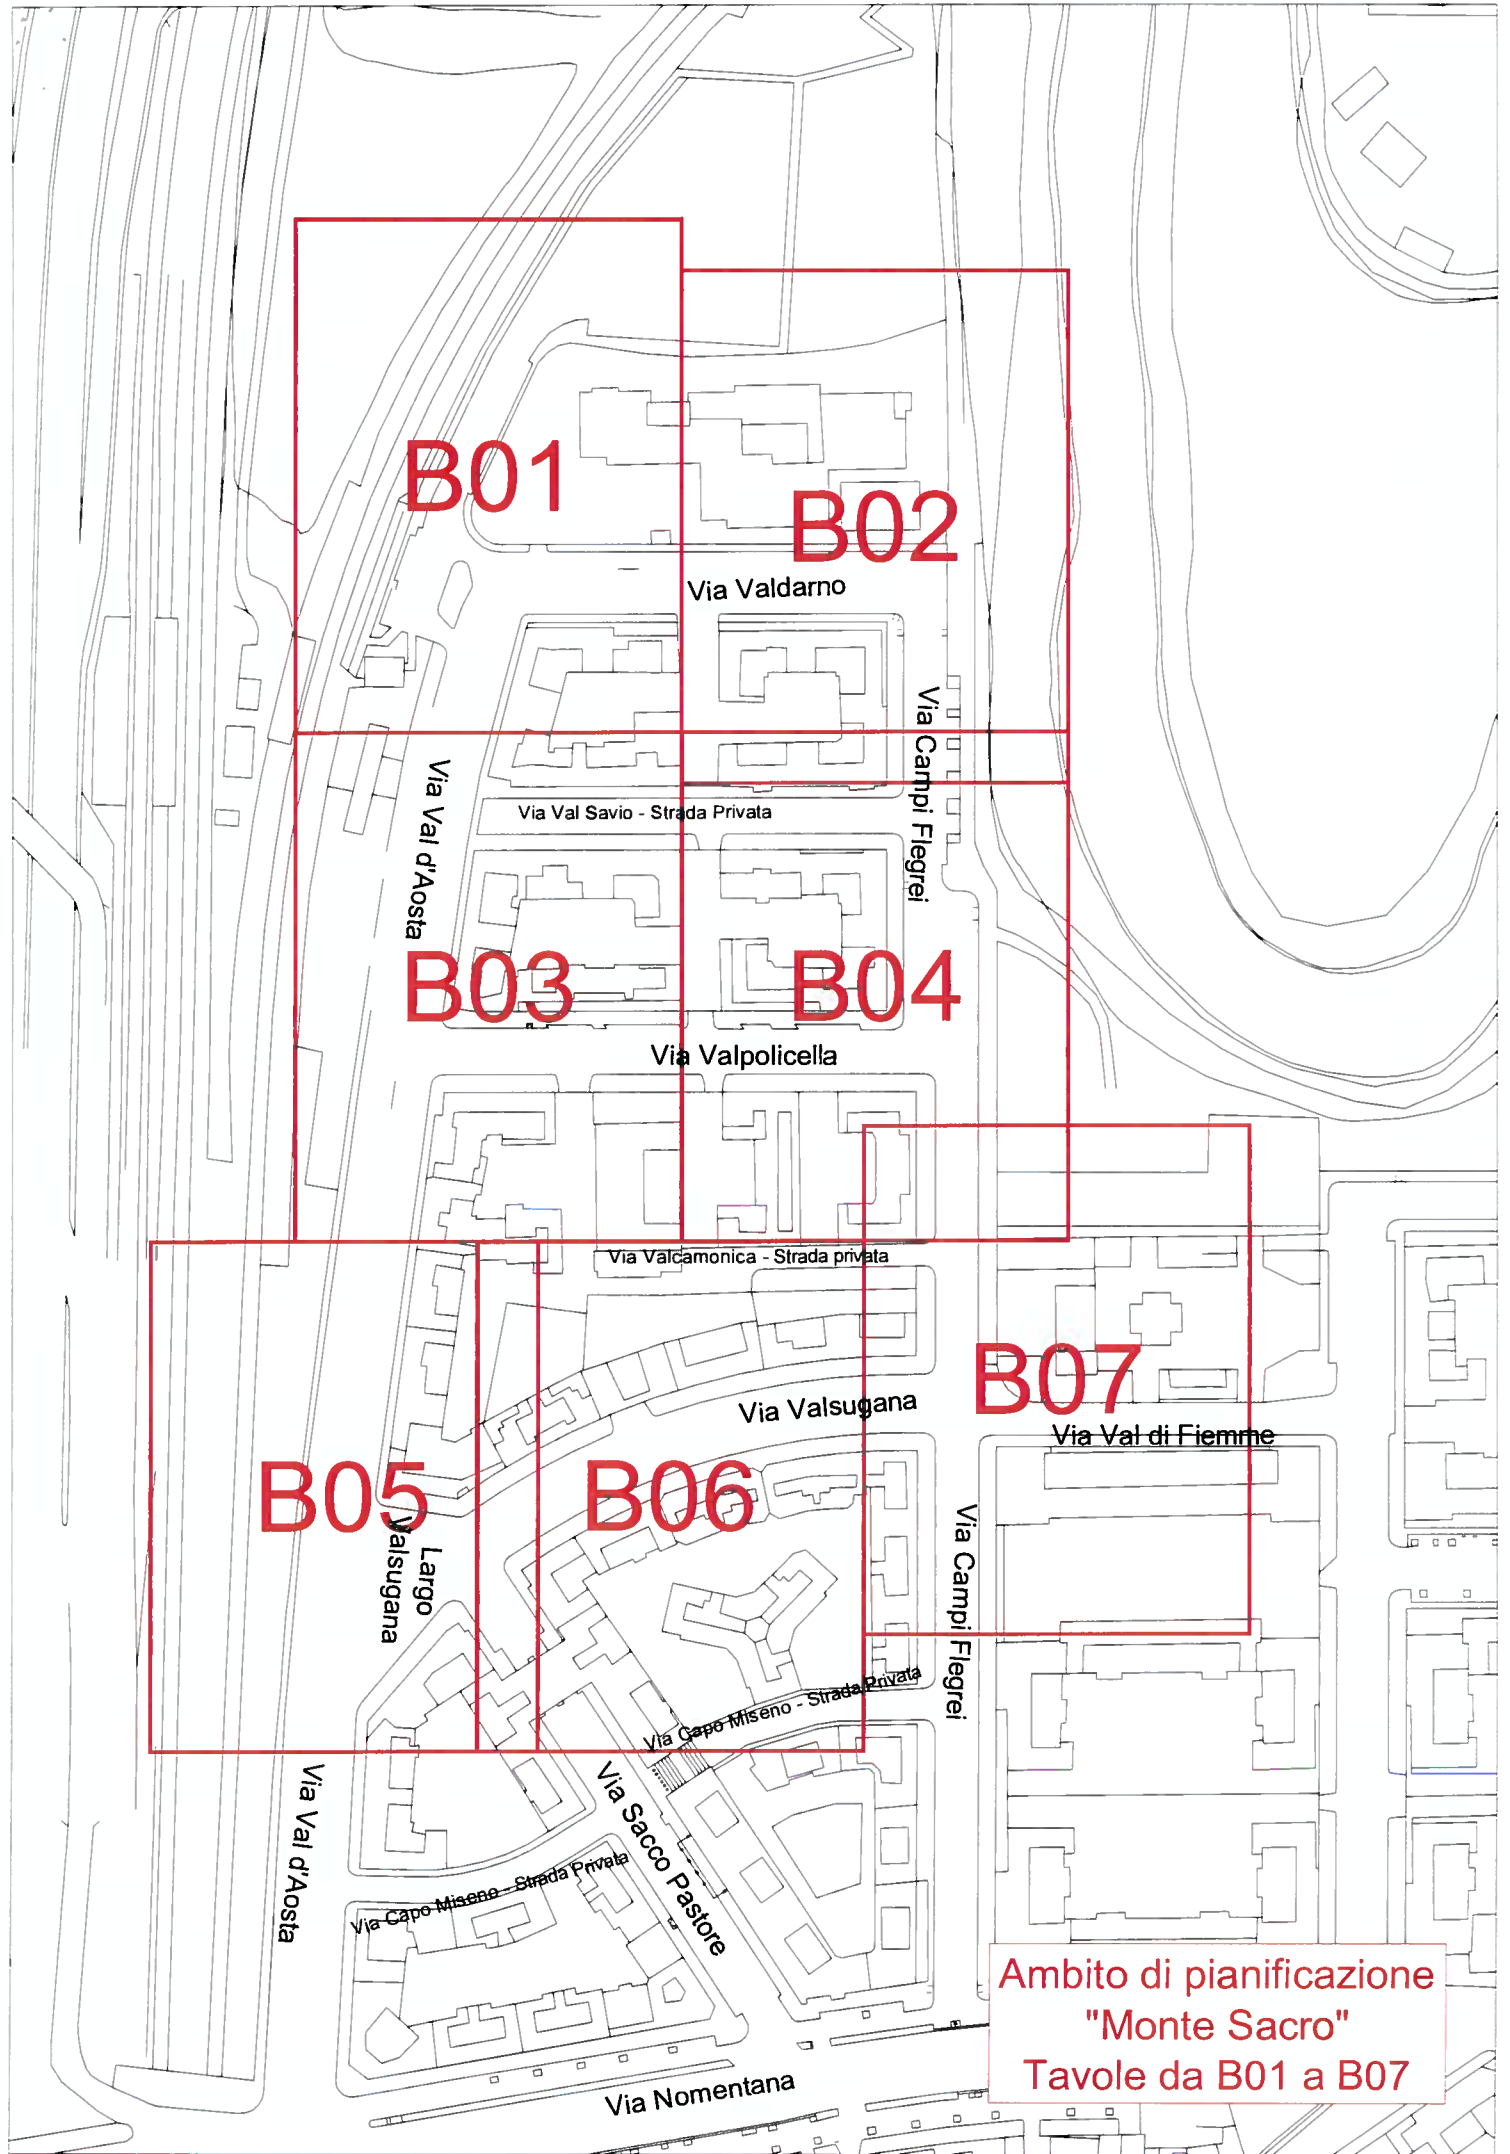 B01
B02
Via Valdarno
Via Campi Flegrei
Via Val d'Aosta
Via Val Savio - Strada Privata
B03
B04
Via Valpolicella
Via Valcamonica - Strada privata
B07
Via Valsugana
Via Val di Fiemme
B05
B06
Largo
Valsugana
Via Campi Flegrei
Via Capo Miseno - Strada Privata
Via Val d'Aosta
Via Sacco Pastore
Via Capo Miseno - Strada Privata
Ambito di pianificazione
"Monte Sacro"
Tavole da B01 a B07
Via Nomentana